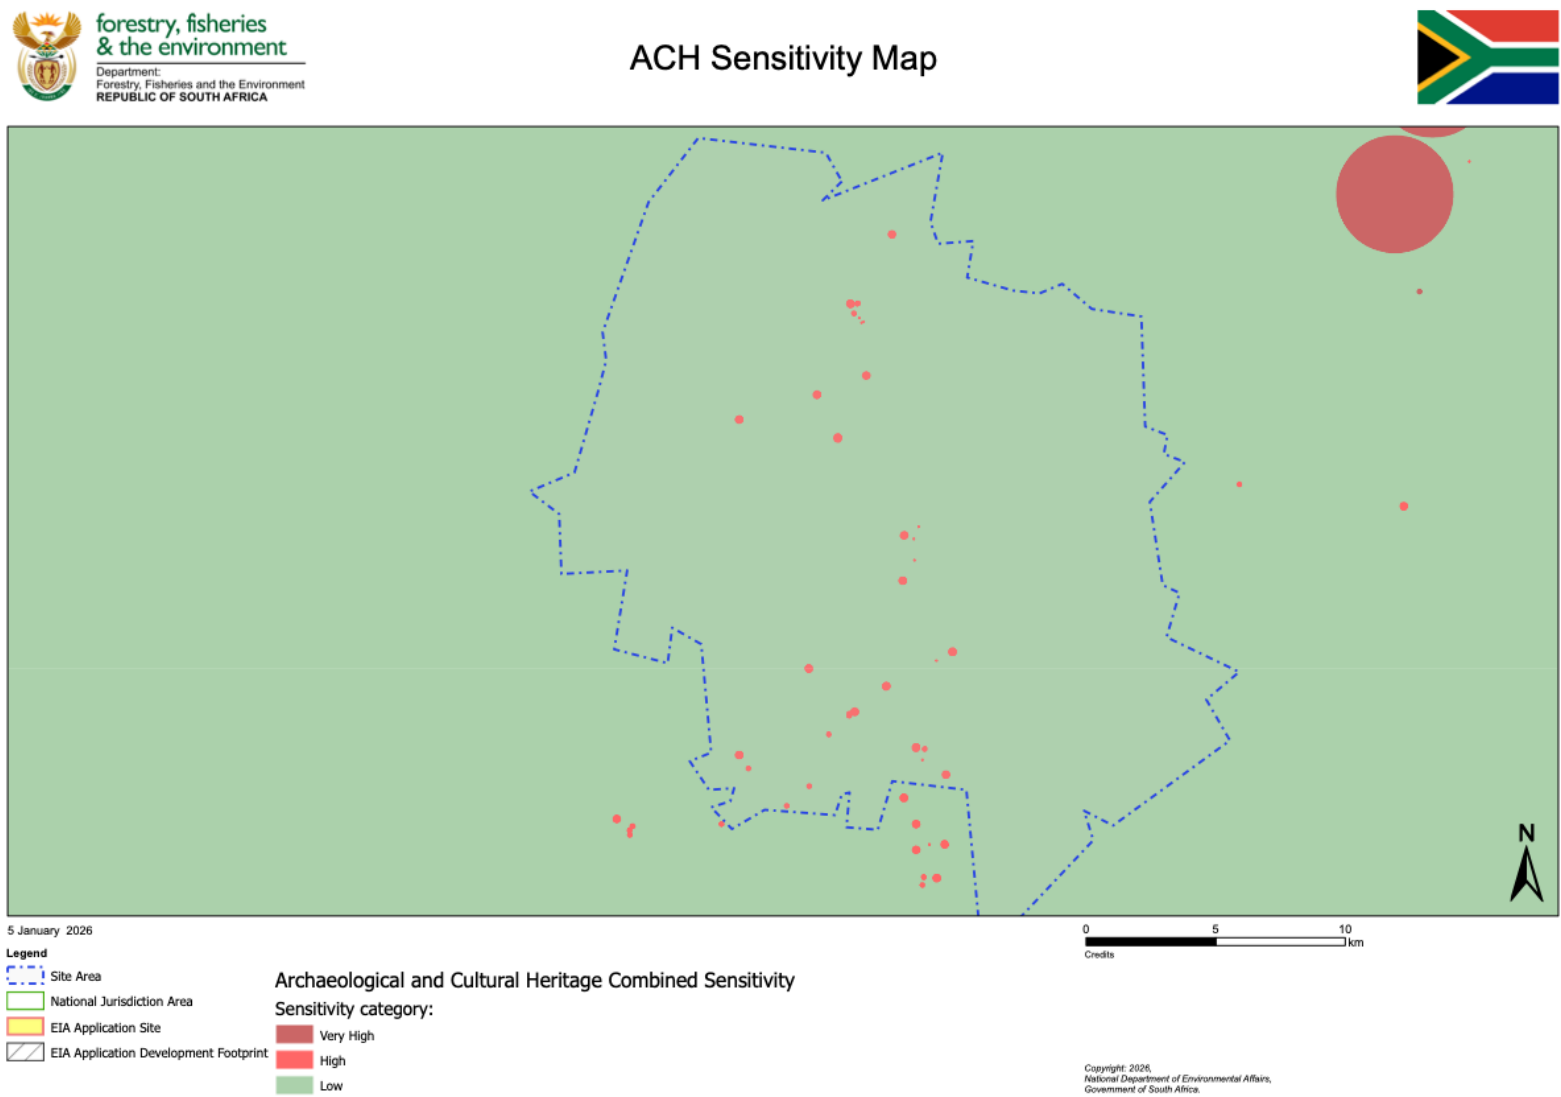 forestry, fisheries
& the environment
Department:
Forestry, Fisheries and the Environment
REPUBLIC OF SOUTH AFRICA
ACH Sensitivity Map
N
5 January 2026
0 5 10
km
Credits
Legend
Site Area
National Jurisdiction Area
EIA Application Site
EIA Application Development Footprint
Archaeological and Cultural Heritage Combined Sensitivity
Sensitivity category:
Very High
High
Low
Copyright: 2026,
National Department of Environmental Affairs,
Government of South Africa.